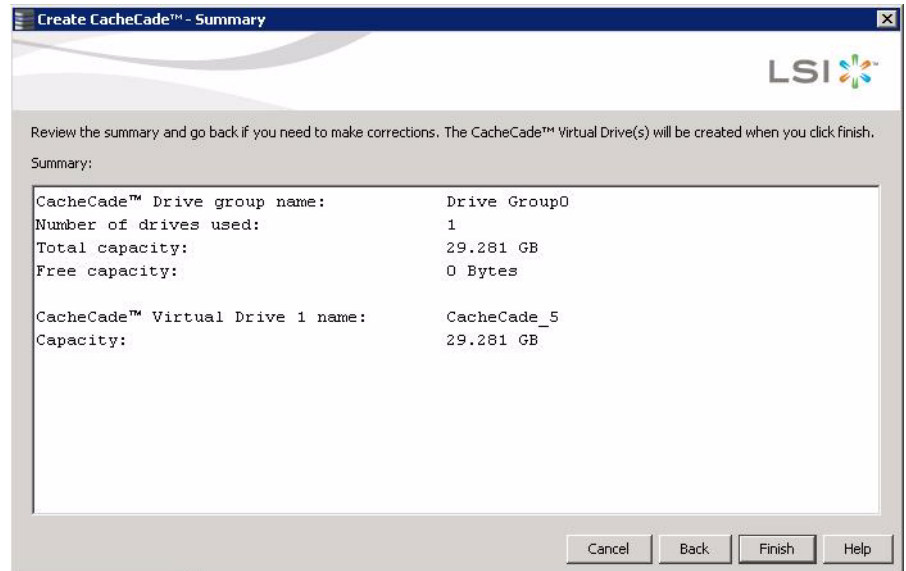 Create CacheCade™ - Summary
LSI
Review the summary and go back if you need to make corrections. The CacheCade™ Virtual Drive(s) will be created when you click finish.
Summary:
CacheCade™ Drive group name: Drive Group0
Number of drives used: 1
Total capacity: 29.281 GB
Free capacity: 0 Bytes
CacheCade™ Virtual Drive 1 name: CacheCade_5
Capacity: 29.281 GB
Cancel Back Finish Help